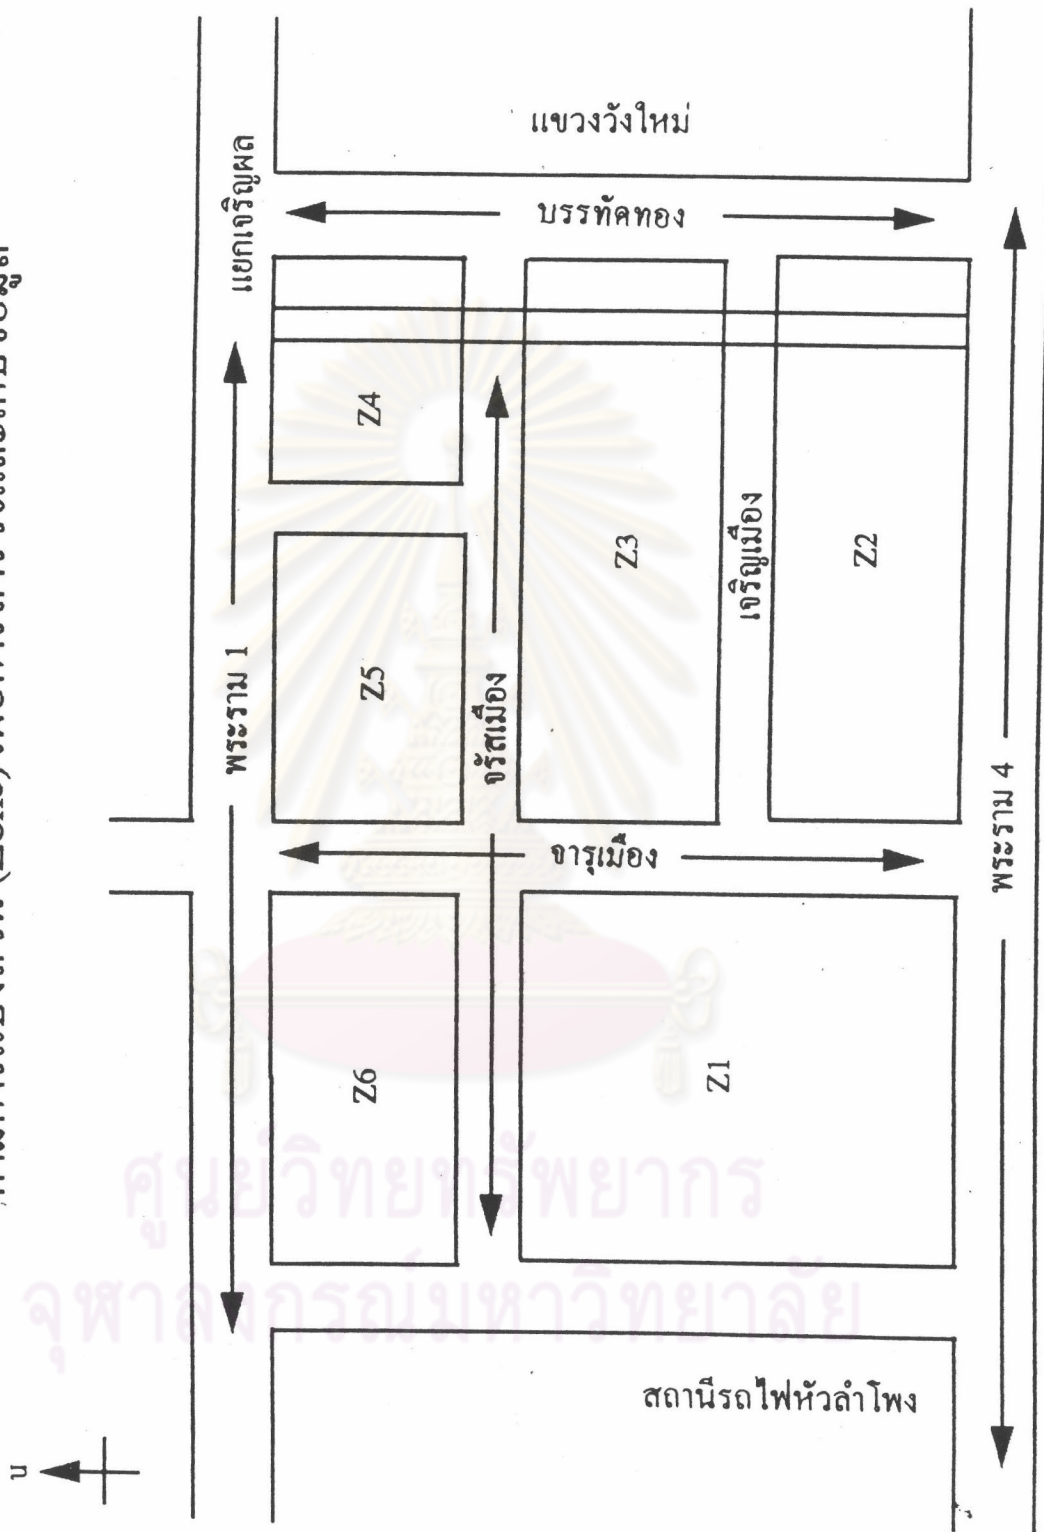 แยกเจริญผล
พระราม 1
แขวงวังใหม่
บรรทัดทอง
Z4
Z5
Z6
จรัสเมือง
Z3
เจริญเมือง
Z2
จารุเมือง
Z1
พระราม 4
สถานีรถไฟหัวลำโพง
น
ศูนย์วิทยทรัพยากร
จุฬาลงกรณ์มหาวิทยาลัย